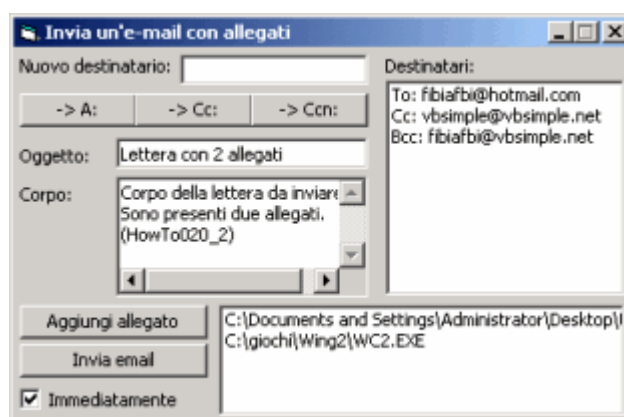 Invia un'e-mail con allegati
Nuovo destinatario:
-> A:
-> Cc:
-> Ccn:
Destinatari:
To: fibiafbi@hotmail.com
Cc: vbsimple@vbsimple.net
Bcc: fibiafbi@vbsimple.net
Oggetto:
Lettera con 2 allegati
Corpo:
Corpo della lettera da inviare
Sono presenti due allegati.
(HowTo020_2)
Aggiungi allegato
Invia email
Immediatamente
C:\Documents and Settings\Administrator\Desktop\
C:\giochi\Wing2\WC2.EXE